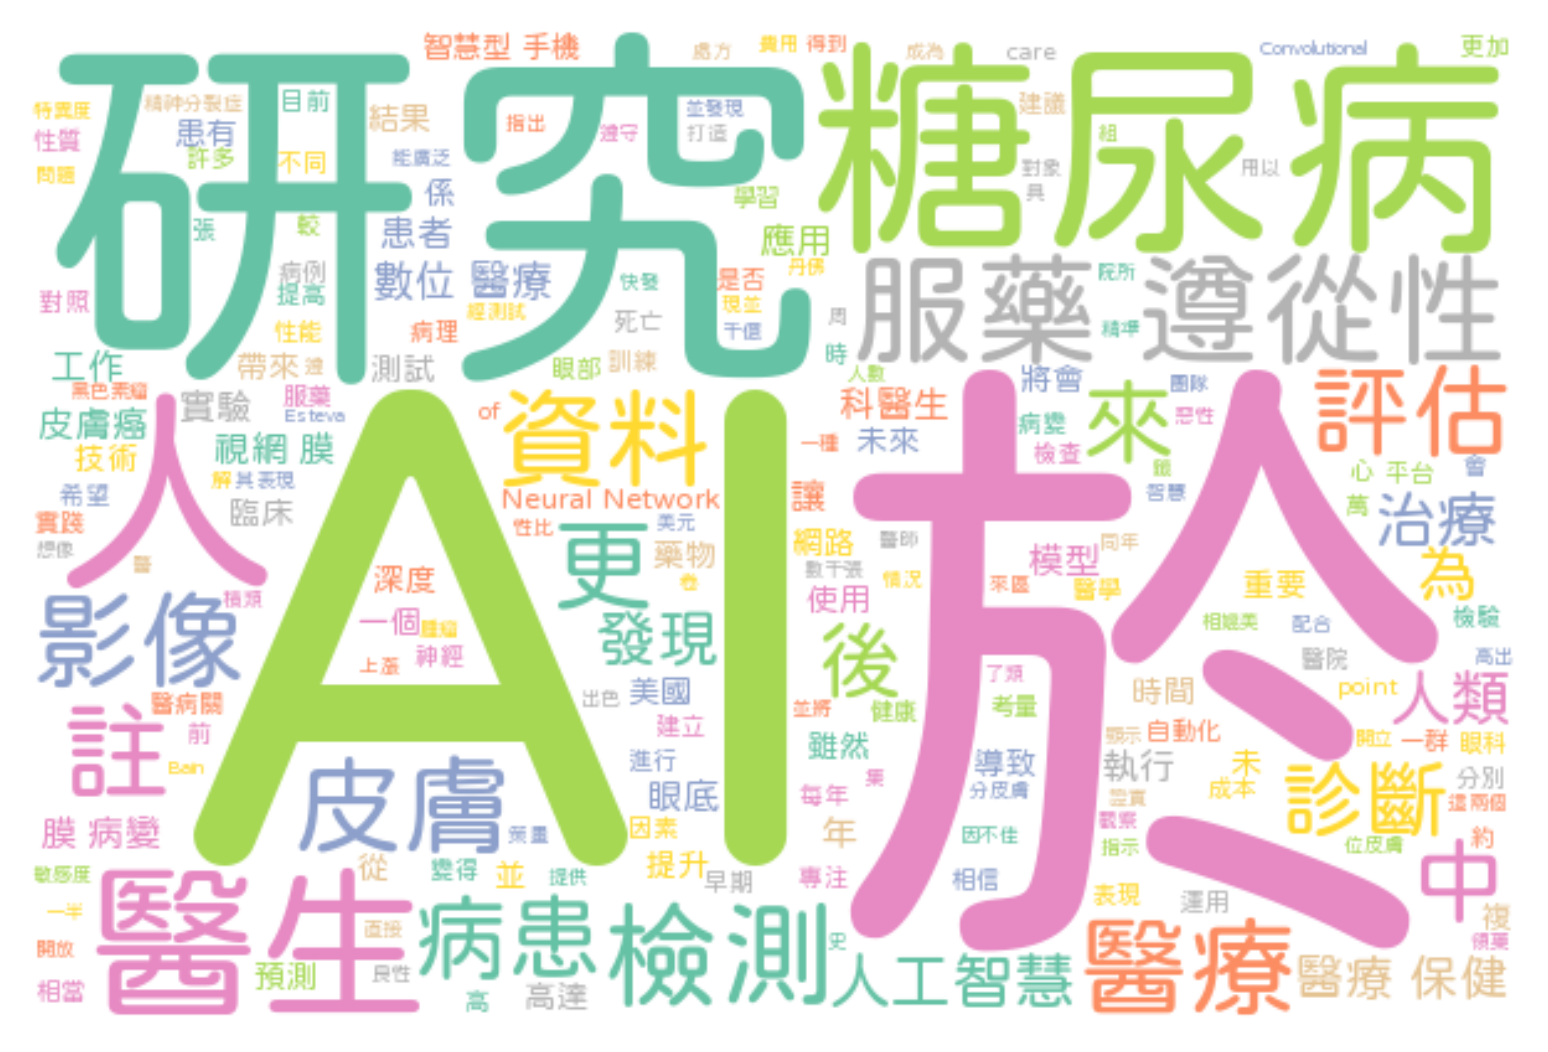 智慧型 手機
處方
費用
得到
成為
care
Convolutional
更加
研究
糖尿病
特異度
精神分裂症
目前
結果
指出
遵守
並發現
打造
建議
組
性質
患有
許多
不同
能廣泛
對象
具
用以
問題
係
學習
張
較
患者
應用
服藥 遵從性
病例
提高
數位 醫療
快發
是否
丹佛
院所
對照
經測試
現並
性能
病理
死亡
千億
周
精準
工作
帶來
測試
眼部
訓練
時
人數
將會
團隊
評估
黑色素瘤
服藥
Esteva
實驗
of
資料
科醫生
來
病變
惡性
皮膚癌
人
AI
於
視網 膜
一種
未來
檢查
技術
解
其表現
心
平台
會
希望
Neural Network
讓
智慧
萬
臨床
實踐
性比
美元
治療
想像
更
藥物
網路
醫師
模型
同年
醫
深度
卷
數千張
情況
來區
醫學
重要
為
影像
積類
一個
腫瘤
發現
使用
相媲美
配合
檢驗
上蓋
神經
後
醫院
高出
了類
出色
美國
時間
point
人類
註
醫病關
前
建立
並將
健康
考量
顯示
自動化
開立
一群
眼科
雖然
Bain
進行
導致
執行
未
診斷
分別
皮膚
眼底
每年
集
分皮膚
成本
這兩個
膜 病變
因素
年
因不佳
觀察
指示
位皮膚
約
敏感度
從
變得
並
提供
提升
早期
專注
相信
表現
運用
中
一半
醫生
直接
病患
檢測
複
領藥
開放
史
人工智慧
醫療
醫療 保健
相當
預測
良性
高
高達